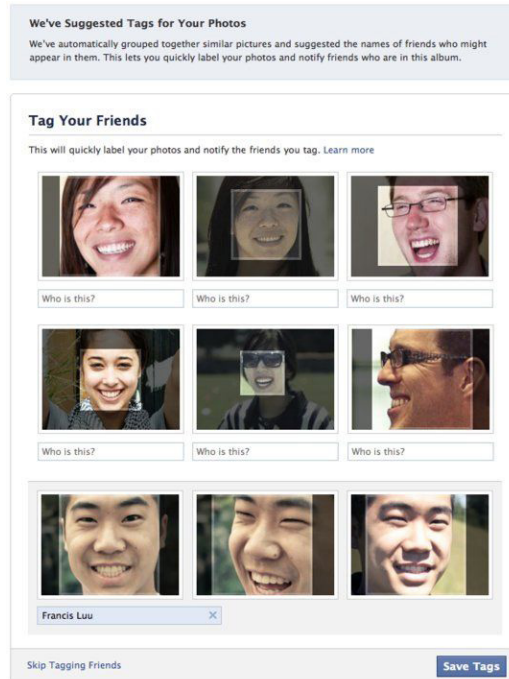 We've Suggested Tags for Your Photos
We've automatically grouped together similar pictures and suggested the names of friends who might
appear in them. This lets you quickly label your photos and notify friends who are in this album.
Tag Your Friends
This will quickly label your photos and notify the friends you tag. Learn more
Who is this? Who is this? Who is this?
Who is this? Who is this? Who is this?
Francis Luu
Skip Tagging Friends Save Tags